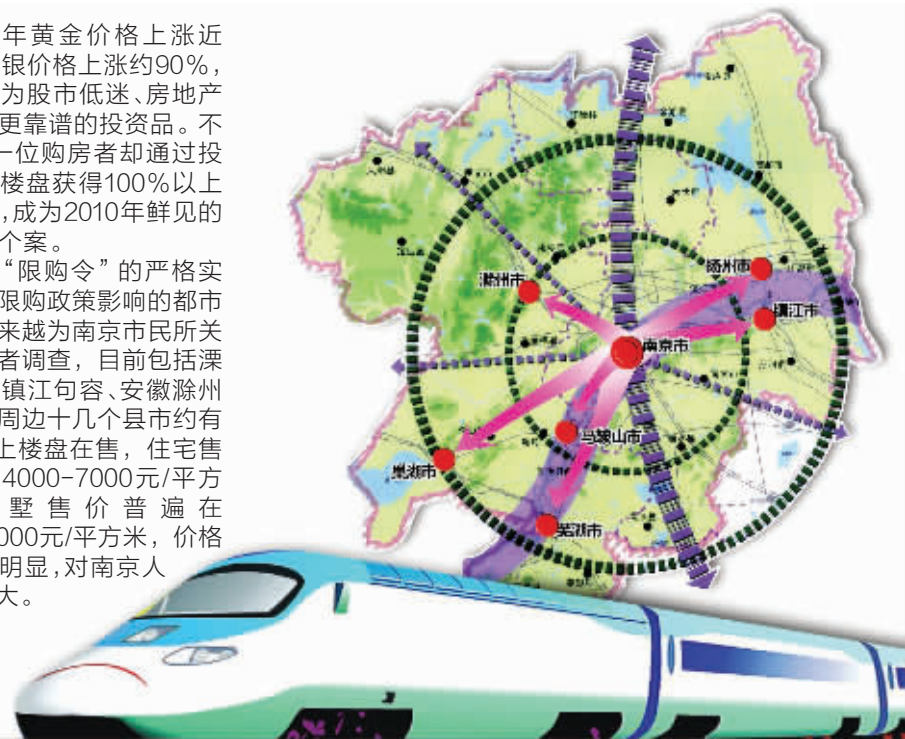 年黄金价格上涨近
银价格上涨约90%，
为股市低迷、房地产
更靠谱的投资品。不
一位购房者却通过投
楼盘获得100%以上
，成为2010年鲜见的
个案。
“限购令”的严格实
限购政策影响的都市
来越为南京市民所关
者调查，目前包括溧
镇江句容、安徽滁州
周边十几个县市约有
上楼盘在售，住宅售
4000-7000元/平方
墅售价普遍在
000元/平方米，价格
明显，对南京人
大。
滁州市
扬州市
镇江市
南京市
马鞍山市
巢湖市
芜湖市